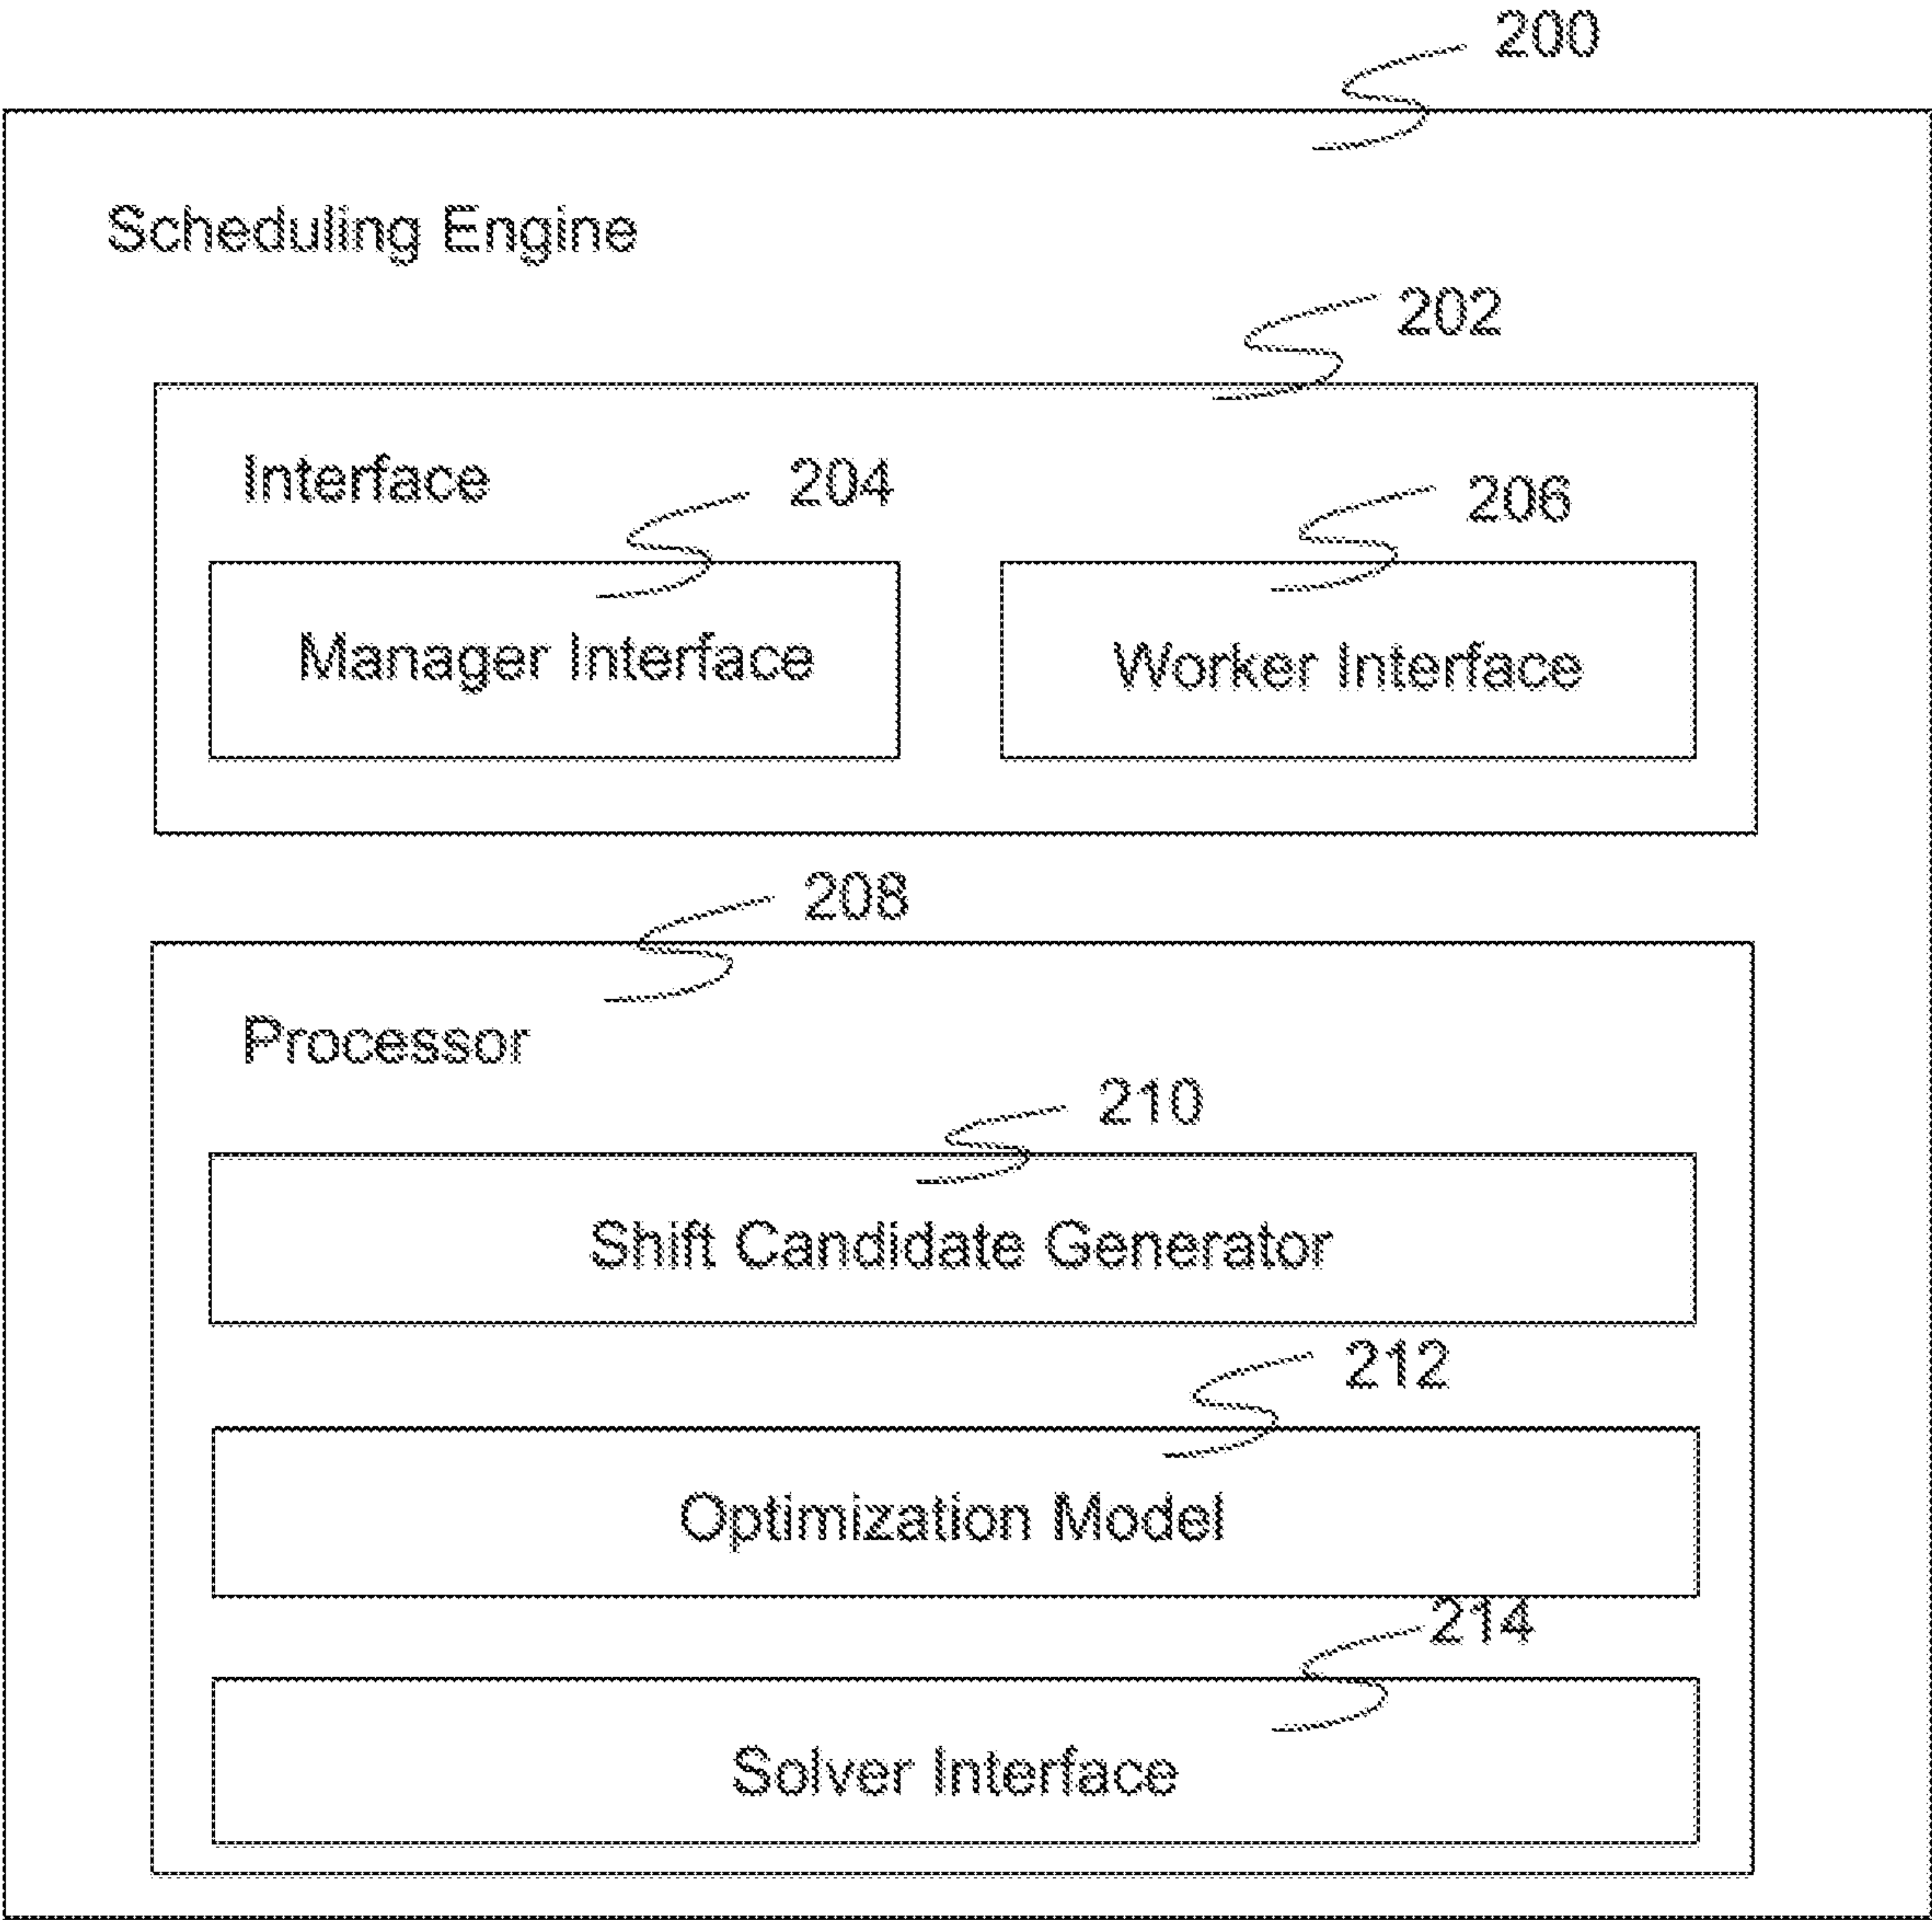 200
Scheduling Engine
202
Interface
204
206
Manager Interface
Worker Interface
208
Processor
210
Shift Candidate Generator
212
Optimization Model
214
Solver Interface